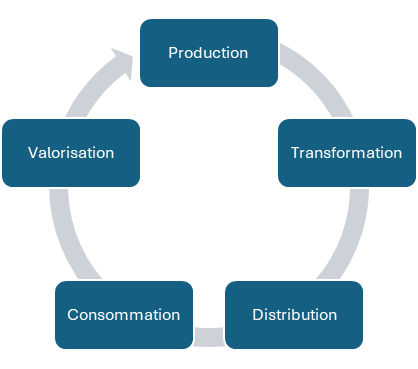 Production
Transformation
Distribution
Consommation
Valorisation